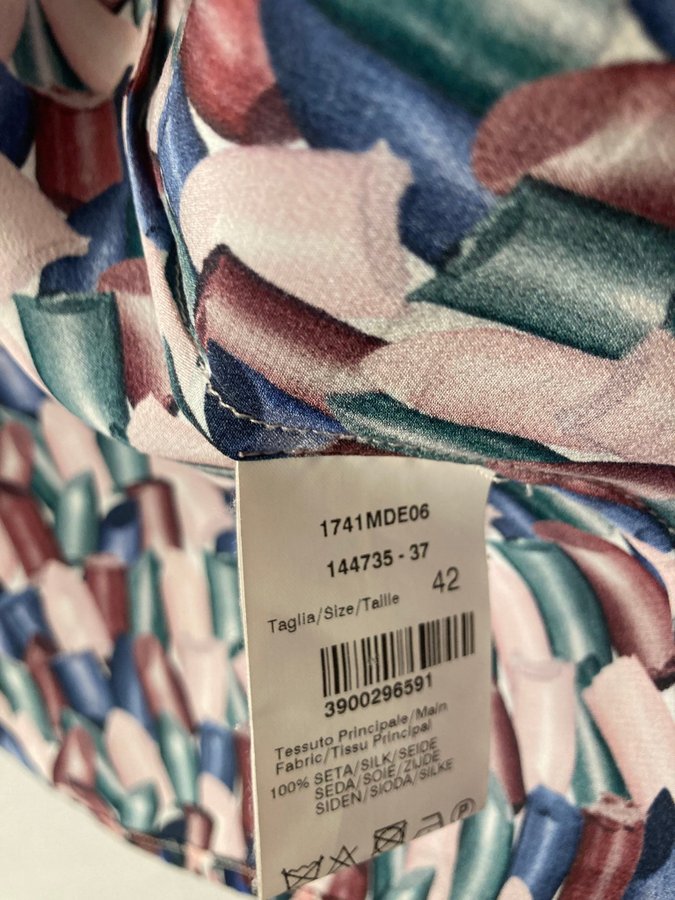 1741MDE06
144735 - 37
Taglia/Size/Taille 42
3900296591
Tessuto Principale/Main
Fabric/Tissu Principal
100% SETA/SILK/SEIDE
SEDA/SOIE/ZIJDE
SIDEN/SIODA/SILKE